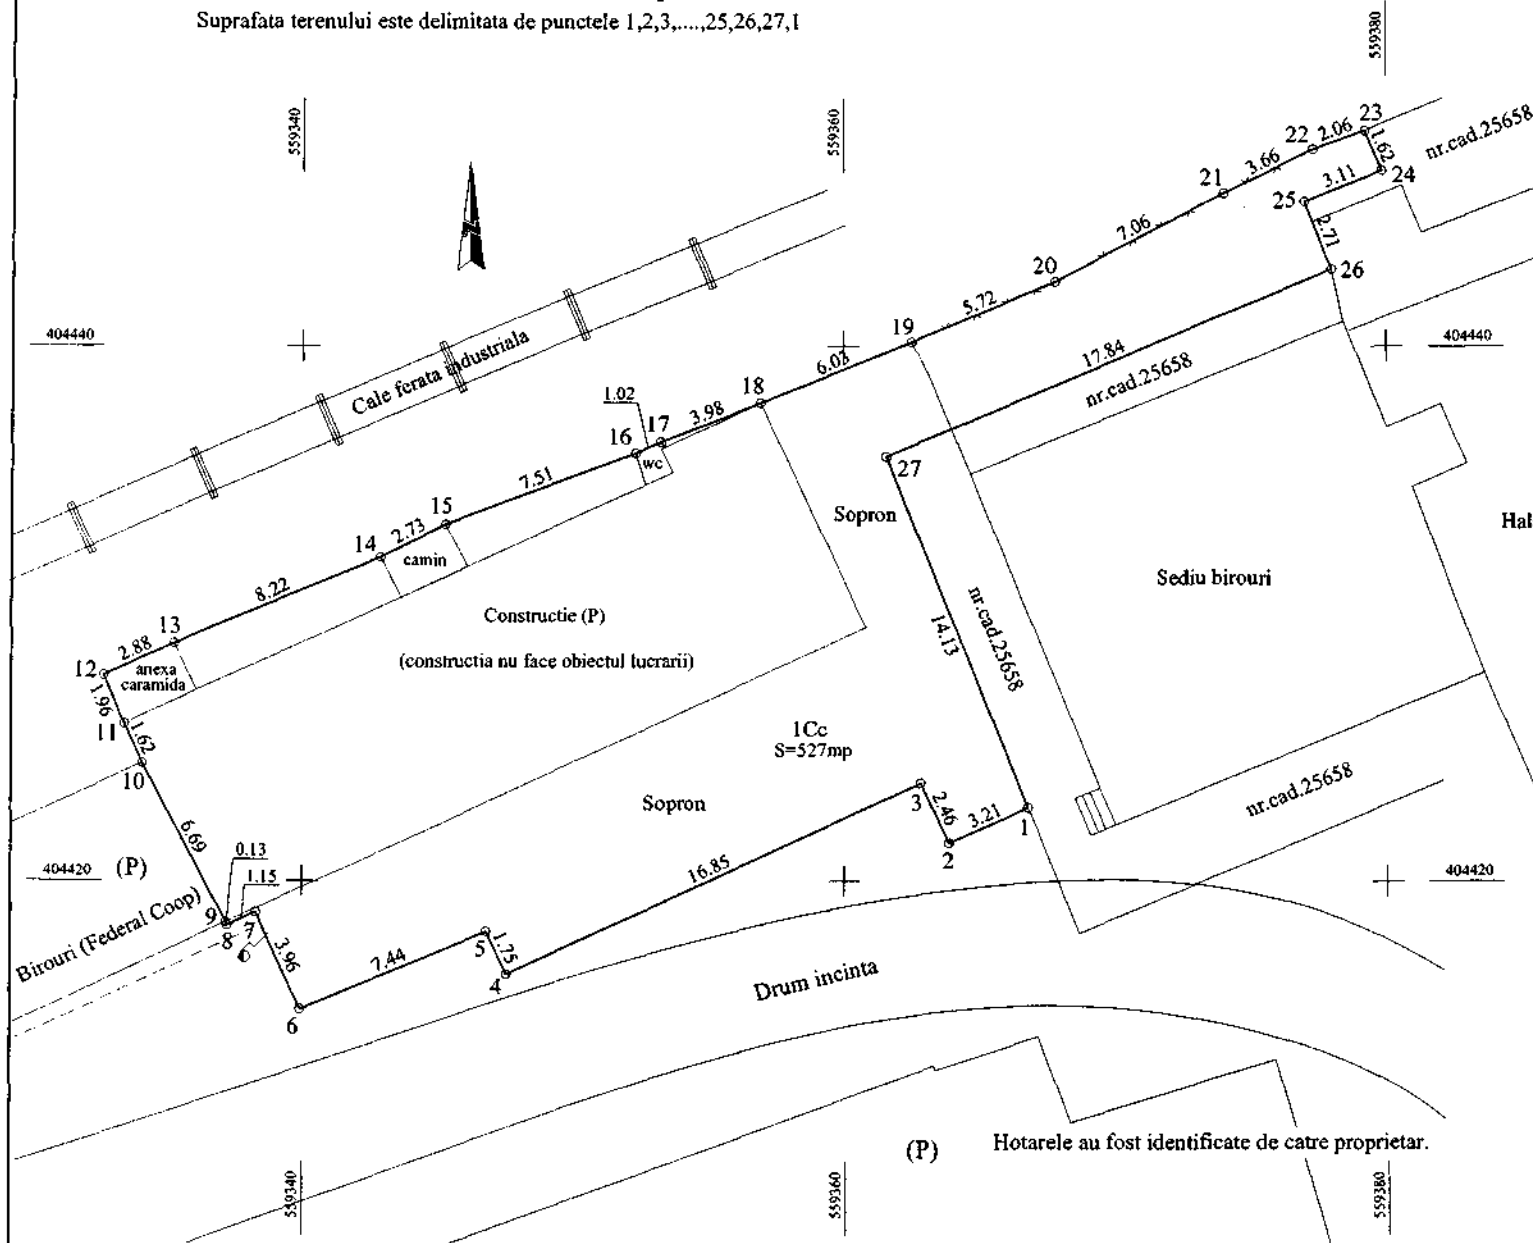 Suprafata terenului este delimitata de punctele 1,2,3,....,25,26,27,1
559380
559340
559360
23
2.06
22
1.62
nr.cad.25658
3.66
24
21
3.11
25
7.06
2.71
20
26
5.72
404440
19
404440
17.84
Cale ferata industriala
6.03
nr.cad.25658
18
1.02
3.98
17
16
wc
27
7.51
15
Sopron
Hal
2.73
14
camin
Sediu birouri
8.22
nr.cad.25658
Constructie (P)
14.13
13
2.88
(constructia nu face obiectul lucrarii)
12
anexa
caramida
1.96
11
1.62
1Cc
S=527mp
10
3
nr.cad.25658
Sopron
2.46
3.21
1
6.69
2
0.13
404420
(P)
16.85
404420
1.15
9
8
7
Birouri (Federal Coop)
5
1.75
3.96
7.44
4
Drum incinta
6
(P)
Hotarele au fost identificate de catre proprietar.
559340
559360
559380